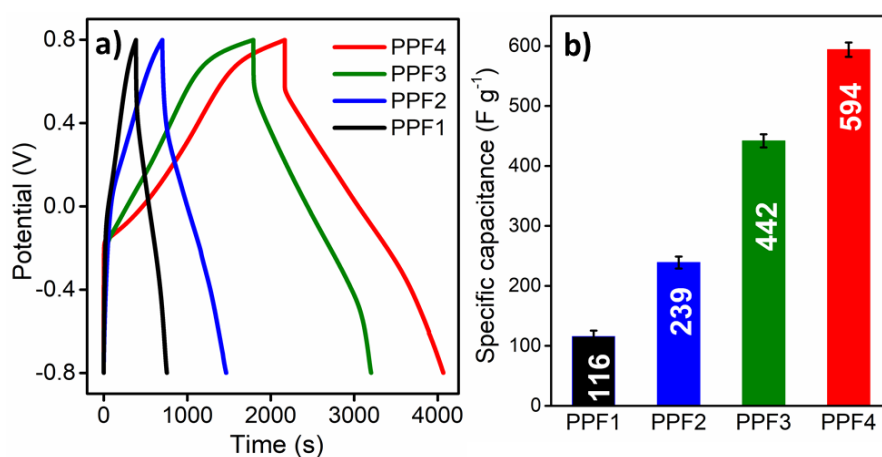 a)
PPF4
PPF3
PPF2
PPF1
0.8
0.4
0.0
-0.4
-0.8
Potential (V)
0
1000
2000
3000
4000
Time (s)
b)
600
500
400
300
200
100
0
Specific capacitance (F g⁻¹)
116
239
442
594
PPF1
PPF2
PPF3
PPF4